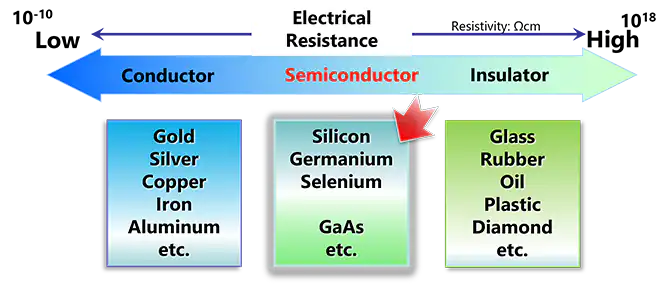 10-10
Electrical
Resistance
Resistivity: Ωcm
1018
Low
High
Conductor
Semiconductor
Insulator
Gold
Silver
Copper
Iron
Aluminum
etc.
Silicon
Germanium
Selenium
GaAs
etc.
Glass
Rubber
Oil
Plastic
Diamond
etc.